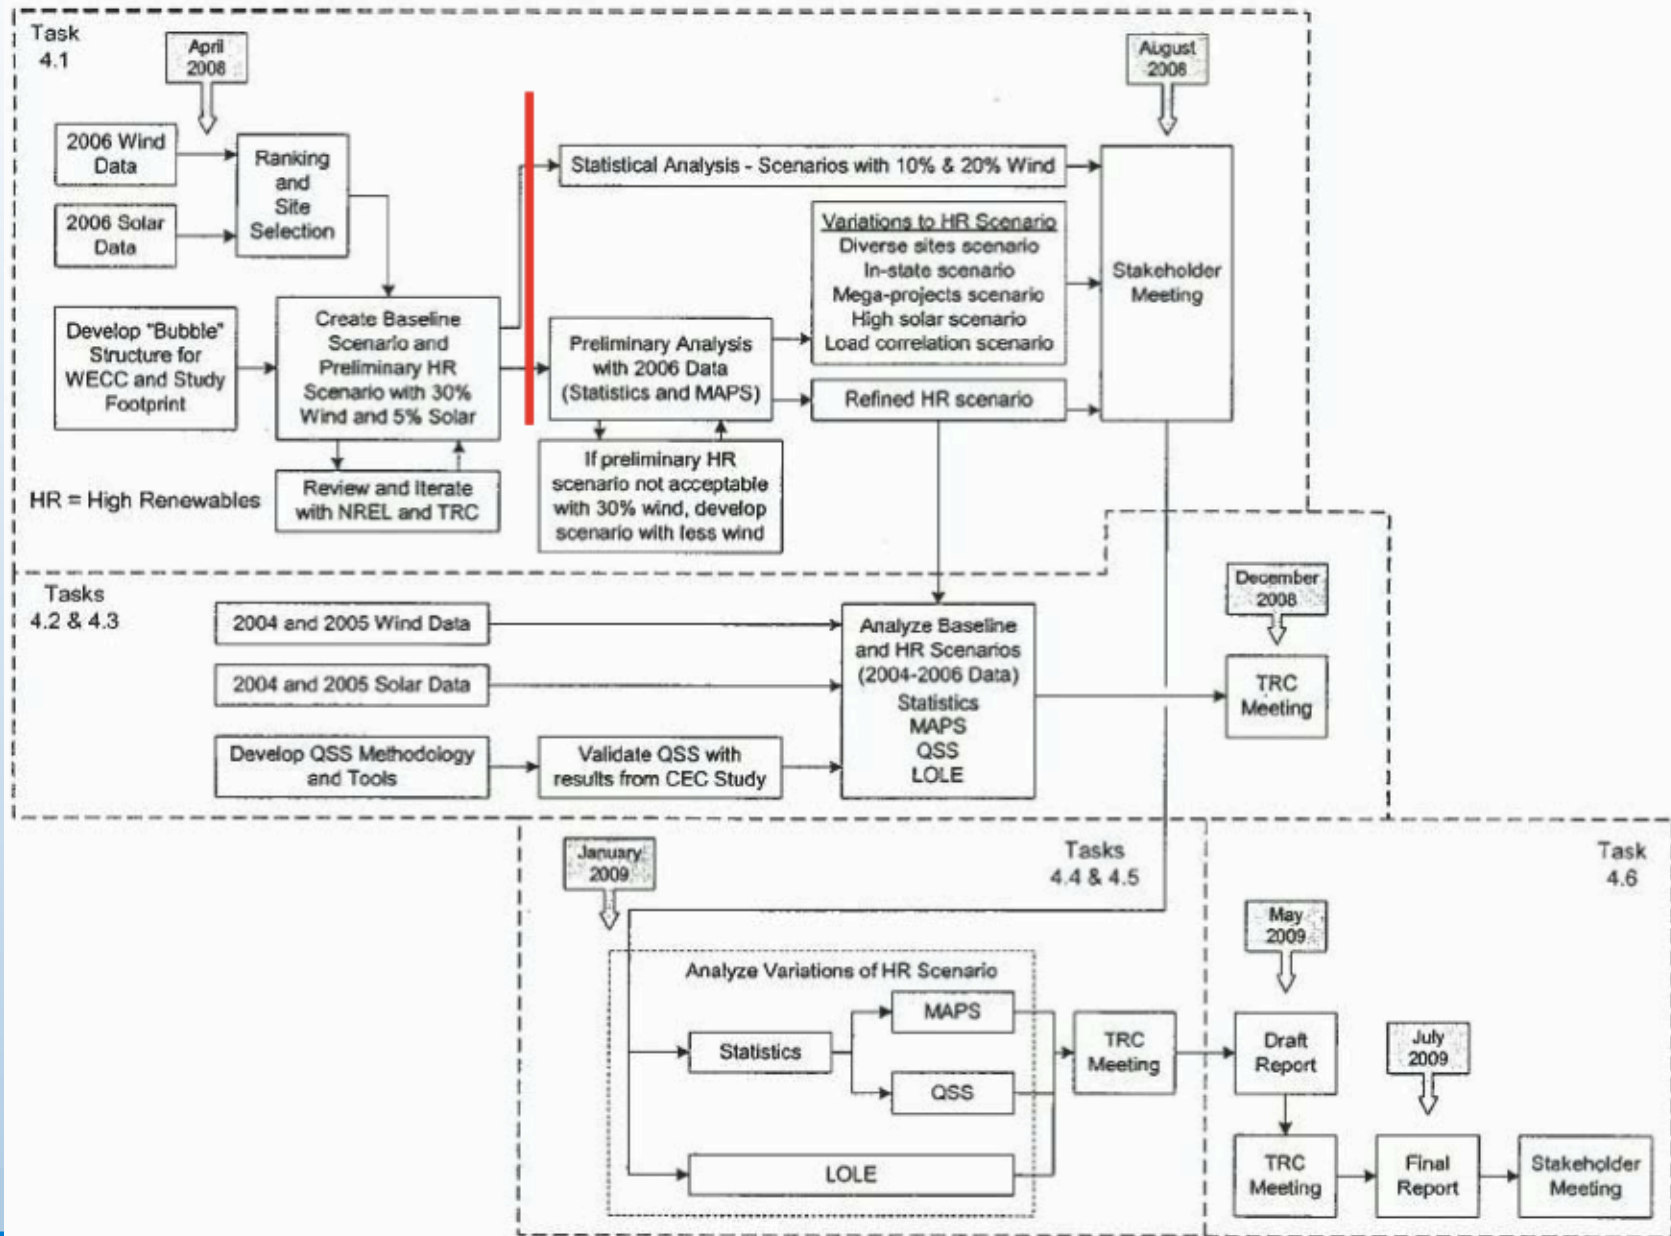 Task
4.1
April
2008
August
2008
2006 Wind
Data
2006 Solar
Data
Ranking
and
Site
Selection
Statistical Analysis - Scenarios with 10% & 20% Wind
Variations to HR Scenario
Diverse sites scenario
In-state scenario
Mega-projects scenario
High solar scenario
Load correlation scenario
Stakeholder
Meeting
Develop "Bubble"
Structure for
WECC and Study
Footprint
Create Baseline
Scenario and
Preliminary HR
Scenario with 30%
Wind and 5% Solar
Preliminary Analysis
with 2006 Data
(Statistics and MAPS)
Refined HR scenario
HR = High Renewables
Review and Iterate
with NREL and TRC
If preliminary HR
scenario not acceptable
with 30% wind, develop
scenario with less wind
Tasks
4.2 & 4.3
2004 and 2005 Wind Data
2004 and 2005 Solar Data
Develop QSS Methodology
and Tools
Validate QSS with
results from CEC Study
Analyze Baseline
and HR Scenarios
(2004-2006 Data)
Statistics
MAPS
QSS
LOLE
December
2008
TRC
Meeting
January
2009
Tasks
4.4 & 4.5
Analyze Variations of HR Scenario
Statistics
MAPS
QSS
LOLE
TRC
Meeting
Task
4.6
May
2009
Draft
Report
July
2009
TRC
Meeting
Final
Report
Stakeholder
Meeting